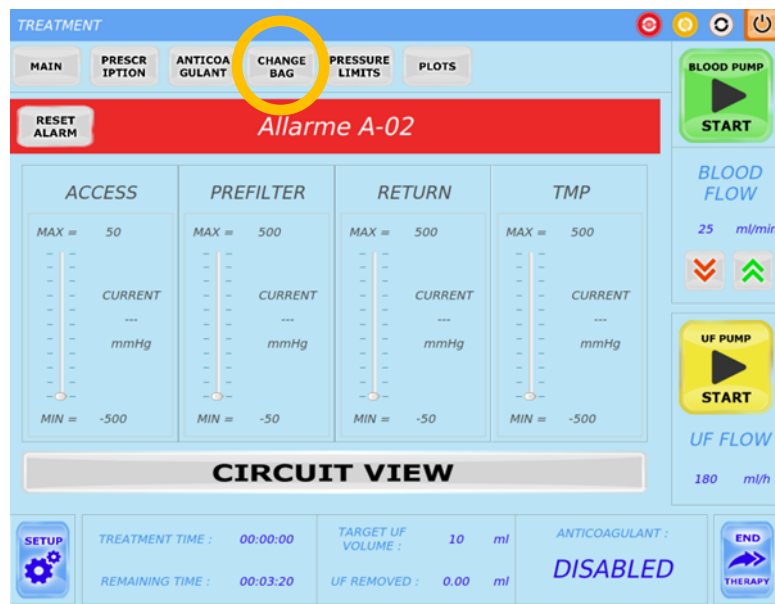 TREATMENT
MAIN
PRESCR
IPTION
ANTICOA
GULANT
CHANGE
BAG
PRESSURE
LIMITS
PLOTS
BLOOD PUMP
START
RESET
ALARM
Allarme A-02
BLOOD
FLOW
25 ml/min
ACCESS
MAX = 50
CURRENT
---
mmHg
MIN = -500
PREFILTER
MAX = 500
CURRENT
---
mmHg
MIN = -50
RETURN
MAX = 500
CURRENT
---
mmHg
MIN = -50
TMP
MAX = 500
CURRENT
---
mmHg
MIN = -500
UF PUMP
START
UF FLOW
180 ml/h
CIRCUIT VIEW
SETUP
TREATMENT TIME : 00:00:00
REMAINING TIME : 00:03:20
TARGET UF
VOLUME : 10 ml
UF REMOVED : 0.00 ml
ANTICOAGULANT :
DISABLED
END
THERAPY